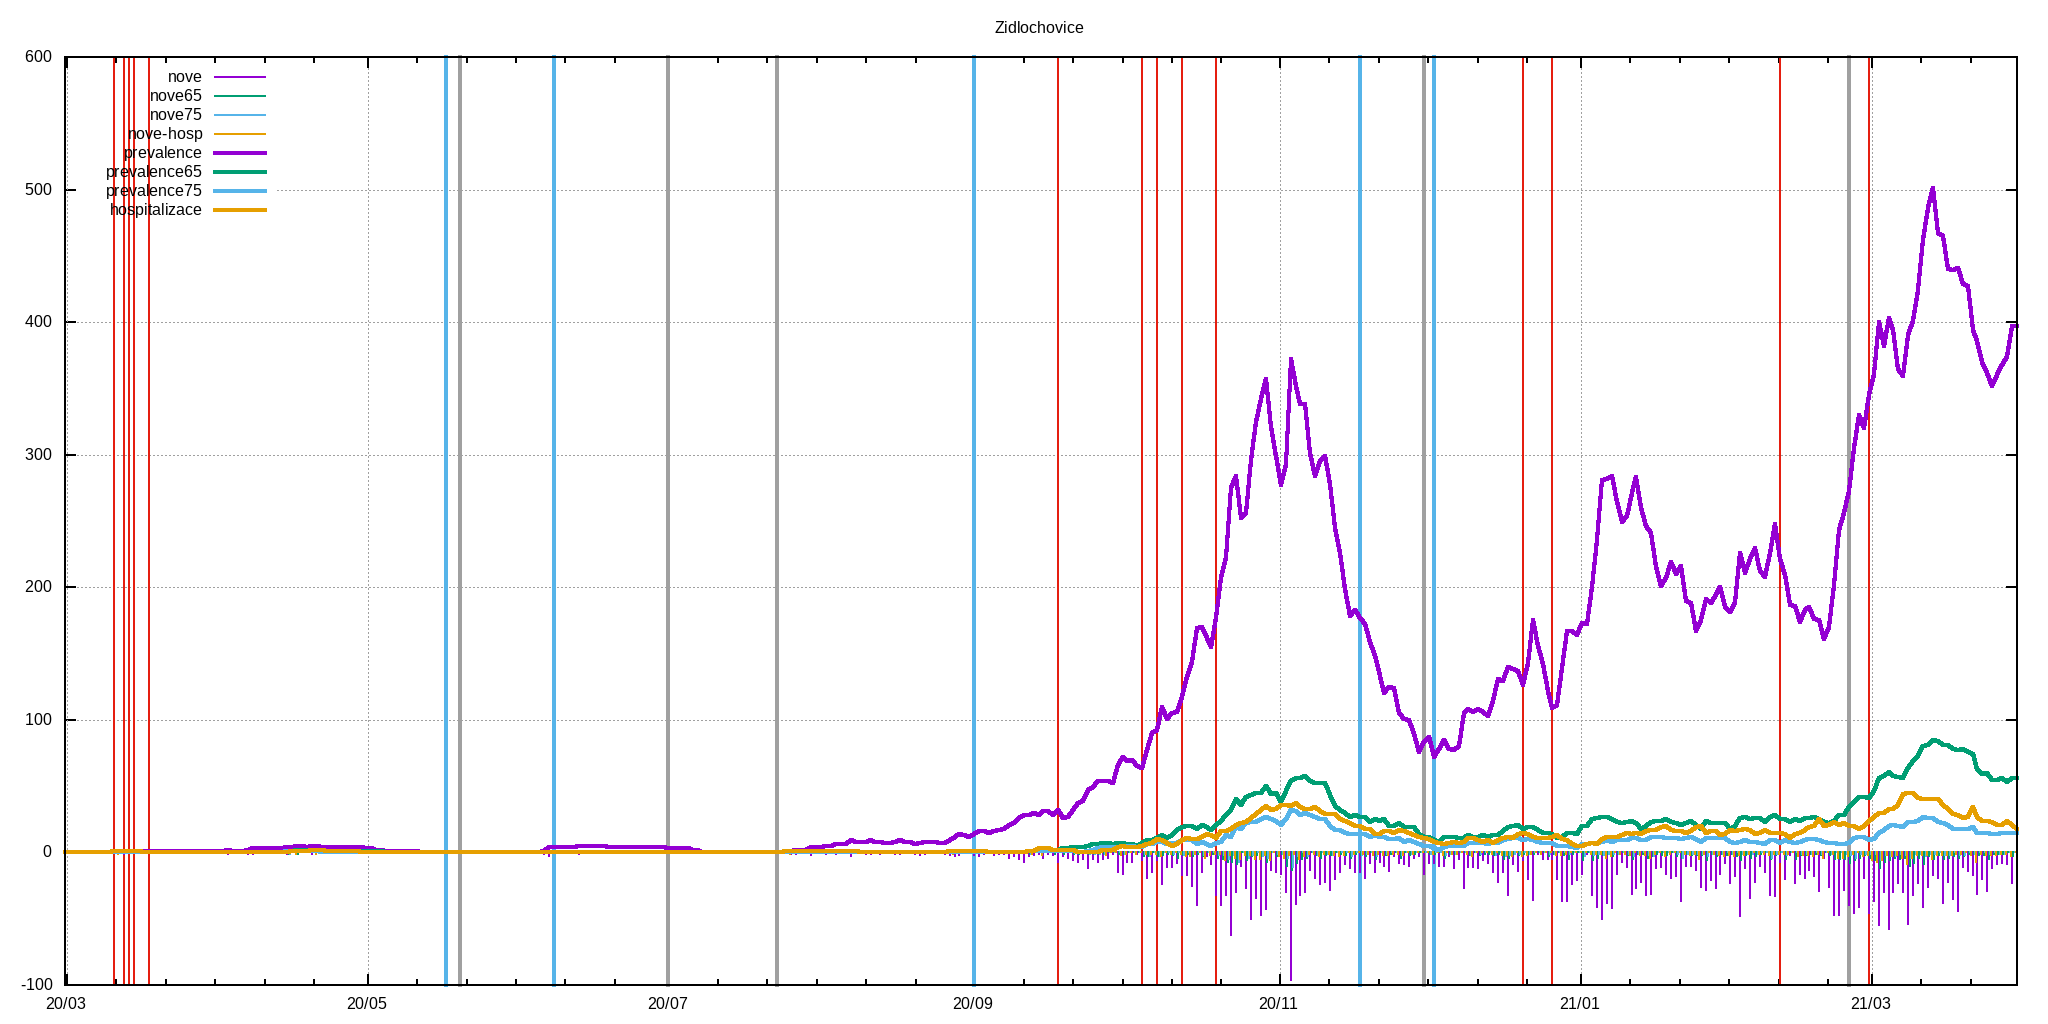 Zidlochovice
600
500
400
300
200
100
0
-100
nove
nove65
nove75
nove-hosp
prevalence
prevalence65
prevalence75
hospitalizace
20/03
20/05
20/07
20/09
20/11
21/01
21/03